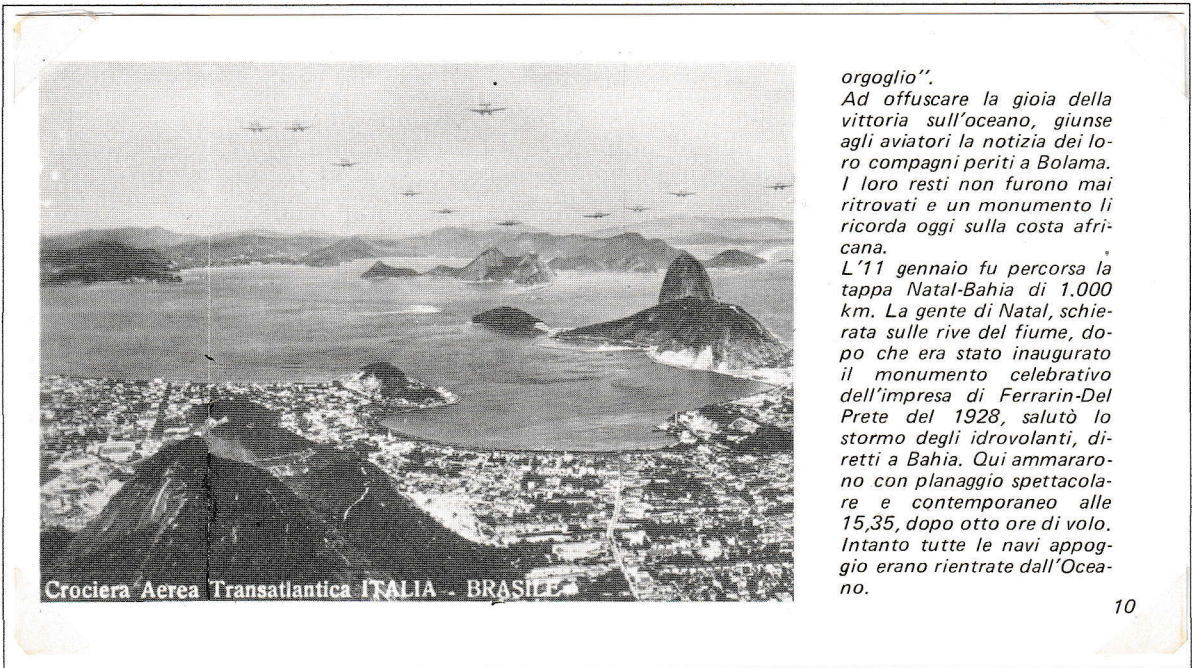 orgoglio”.
Ad offuscare la gioia della
vittoria sull'oceano, giunse
agli aviatori la notizia dei lo-
ro compagni periti a Bolama.
I loro resti non furono mai
ritrovati e un monumento li
ricorda oggi sulla costa afri-
cana.
L'11 gennaio fu percorsa la
tappa Natal-Bahia di 1.000
km. La gente di Natal, schie-
rata sulle rive del fiume, do-
po che era stato inaugurato
il monumento celebrativo
dell'impresa di Ferrarin-Del
Prete del 1928, salutò lo
stormo degli idrovolanti, di-
retti a Bahia. Qui ammararo-
no con planaggio spettacola-
re e contemporaneo alle
15,35, dopo otto ore di volo.
Intanto tutte le navi appog-
gio erano rientrate dall'Ocea-
no.
Crociera Aerea Transatlantica ITALIA - BRASILE
10